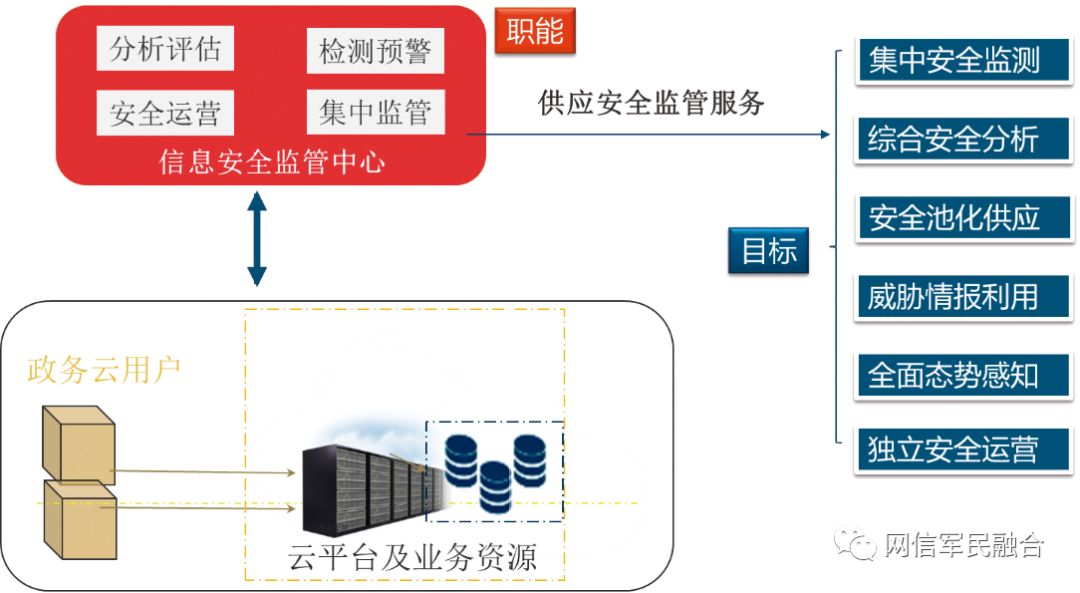 职能
分析评估
检测预警
安全运营
集中监管
信息安全监管中心
供应安全监管服务
目标
集中安全监测
综合安全分析
安全池化供应
威胁情报利用
全面态势感知
独立安全运营
政务云用户
云平台及业务资源
网信军民融合